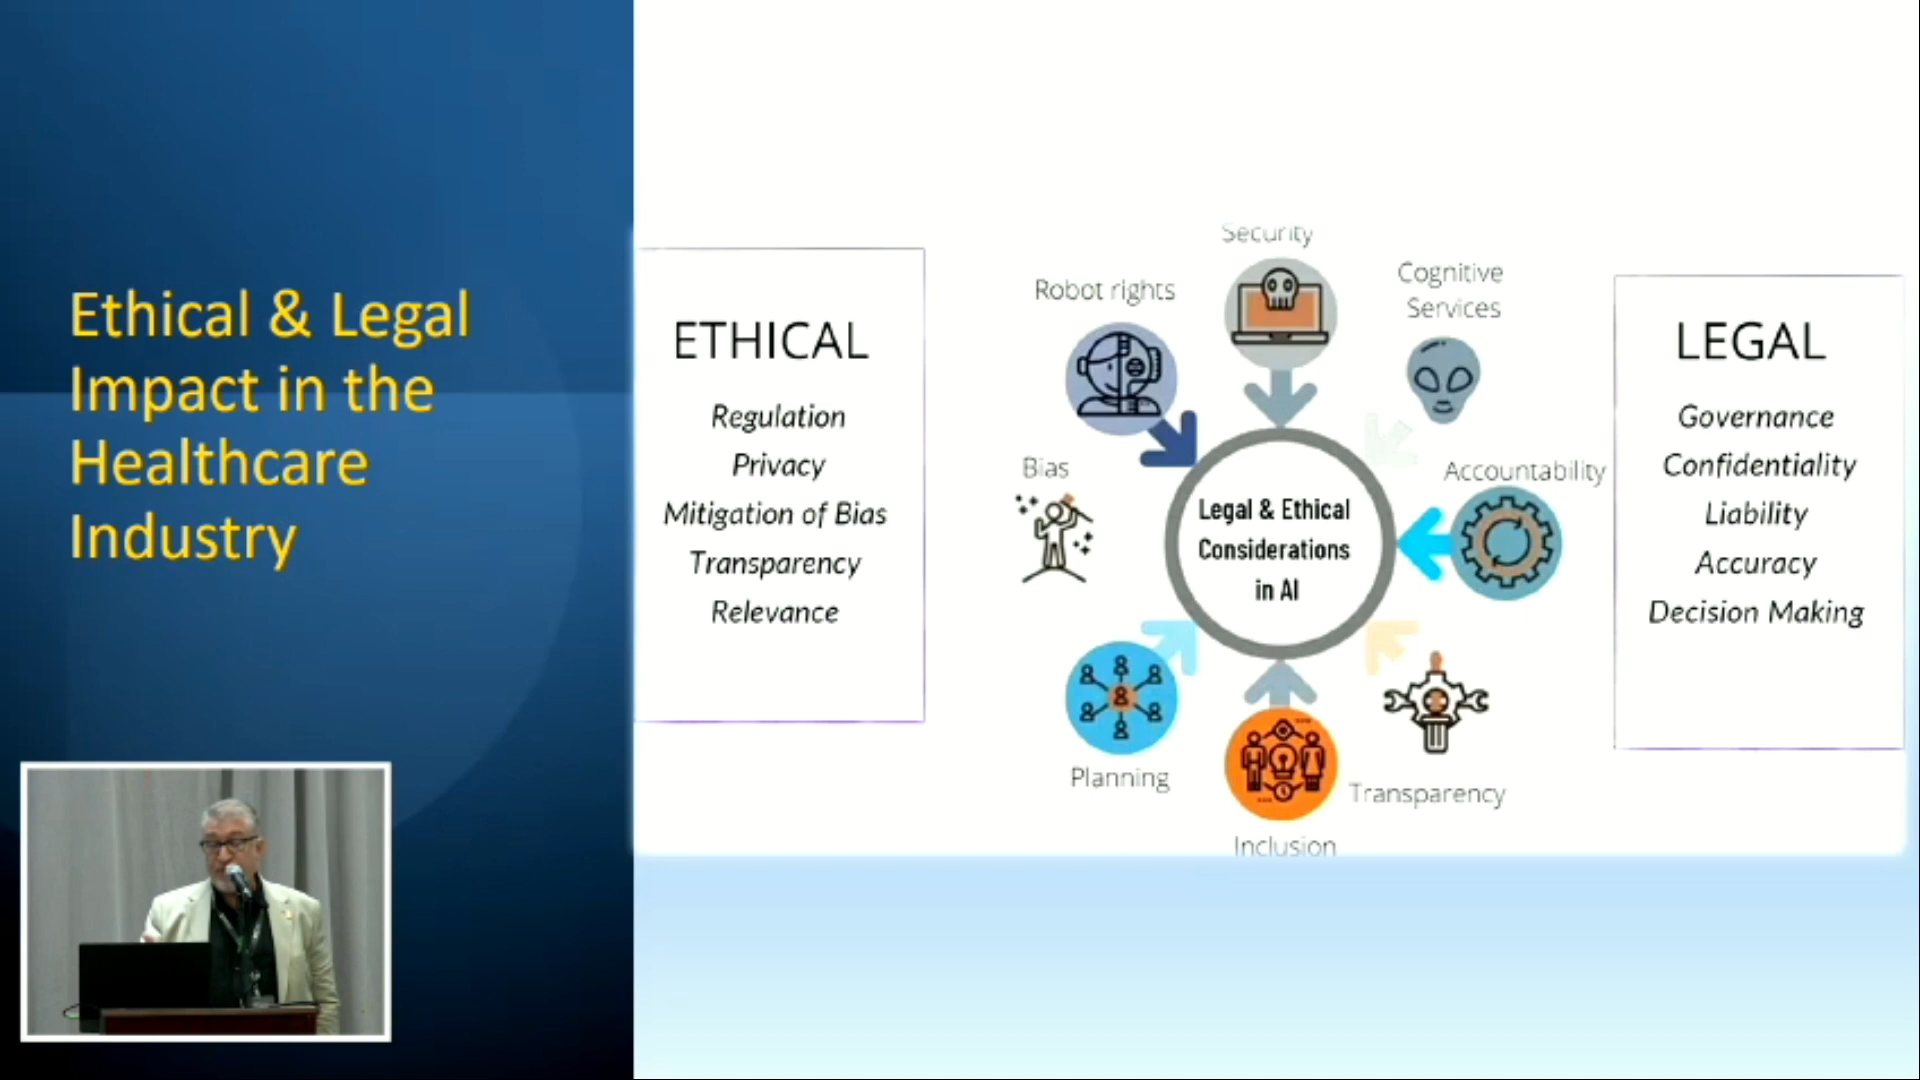 Ethical & Legal
Impact in the
Healthcare
Industry
ETHICAL
Regulation
Privacy
Mitigation of Bias
Transparency
Relevance
Security
Robot rights
Cognitive
Services
Bias
Accountability
Legal & Ethical
Considerations
in AI
Planning
Transparency
Inclusion
LEGAL
Governance
Confidentiality
Liability
Accuracy
Decision Making